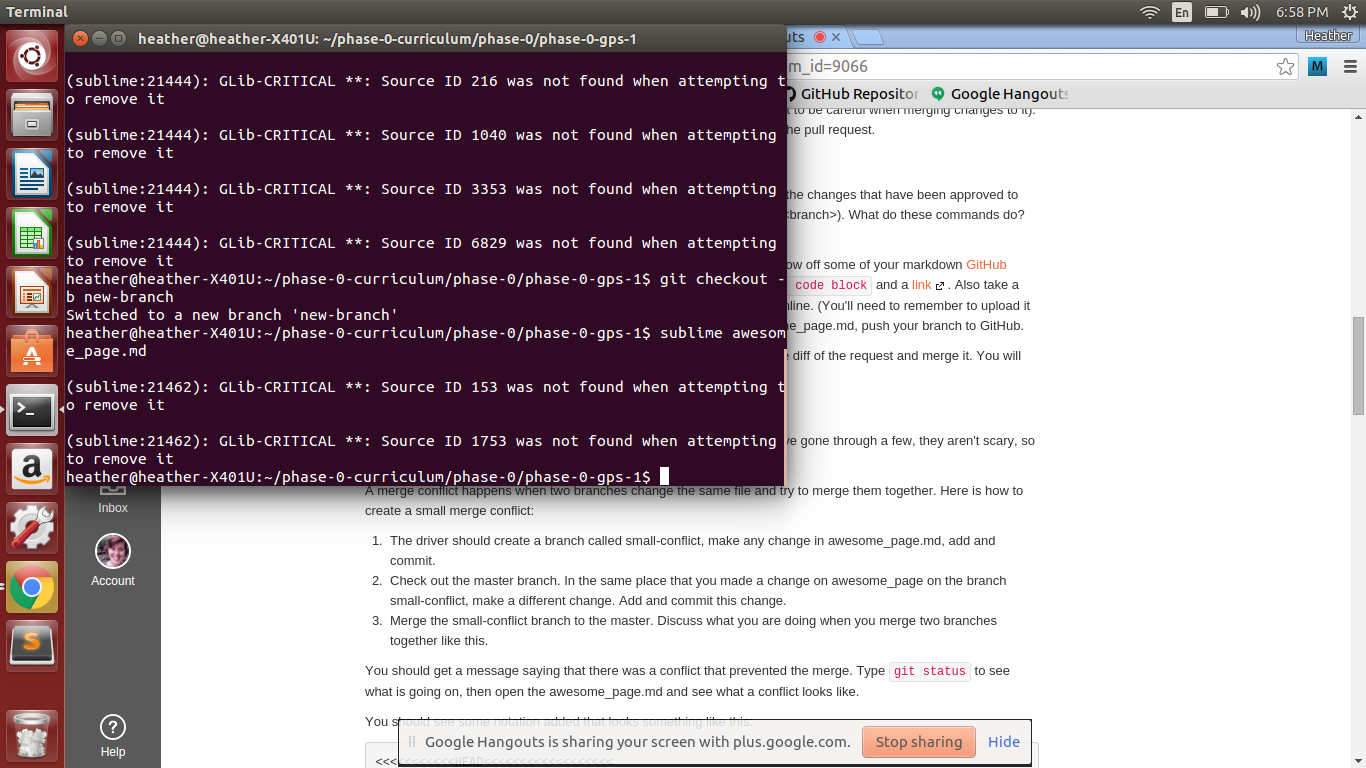 Terminal
En
6:58 PM
heather@heather-X401U: ~/phase-0-curriculum/phase-0/phase-0-gps-1
(sublime:21444): GLib-CRITICAL **: Source ID 216 was not found when attempting t
o remove it
(sublime:21444): GLib-CRITICAL **: Source ID 1040 was not found when attempting
to remove it
(sublime:21444): GLib-CRITICAL **: Source ID 3353 was not found when attempting
to remove it
(sublime:21444): GLib-CRITICAL **: Source ID 6829 was not found when attempting
to remove it
heather@heather-X401U:~/phase-0-curriculum/phase-0/phase-0-gps-1$ git checkout -
b new-branch
Switched to a new branch 'new-branch'
heather@heather-X401U:~/phase-0-curriculum/phase-0/phase-0-gps-1$ sublime awesom
e_page.md
(sublime:21462): GLib-CRITICAL **: Source ID 153 was not found when attempting t
o remove it
(sublime:21462): GLib-CRITICAL **: Source ID 1753 was not found when attempting
to remove it
heather@heather-X401U:~/phase-0-curriculum/phase-0/phase-0-gps-1$
uts
Heather
m_id=9066
M
GitHub Repositor
Google Hangouts
t to be careful when merging changes to it).
he pull request.
the changes that have been approved to
<branch>). What do these commands do?
ow off some of your markdown GitHub
code block and a link . Also take a
nline. (You'll need to remember to upload it
e_page.md, push your branch to GitHub.
diff of the request and merge it. You will
ve gone through a few, they aren't scary, so
A merge conflict happens when two branches change the same file and try to merge them together. Here is how to
create a small merge conflict:
1. The driver should create a branch called small-conflict, make any change in awesome_page.md, add and
commit.
2. Check out the master branch. In the same place that you made a change on awesome_page on the branch
small-conflict, make a different change. Add and commit this change.
3. Merge the small-conflict branch to the master. Discuss what you are doing when you merge two branches
together like this.
You should get a message saying that there was a conflict that prevented the merge. Type git status to see
what is going on, then open the awesome_page.md and see what a conflict looks like.
You should see some notation added that looks something like this:
Inbox
Account
Help
Google Hangouts is sharing your screen with plus.google.com.
Stop sharing
Hide